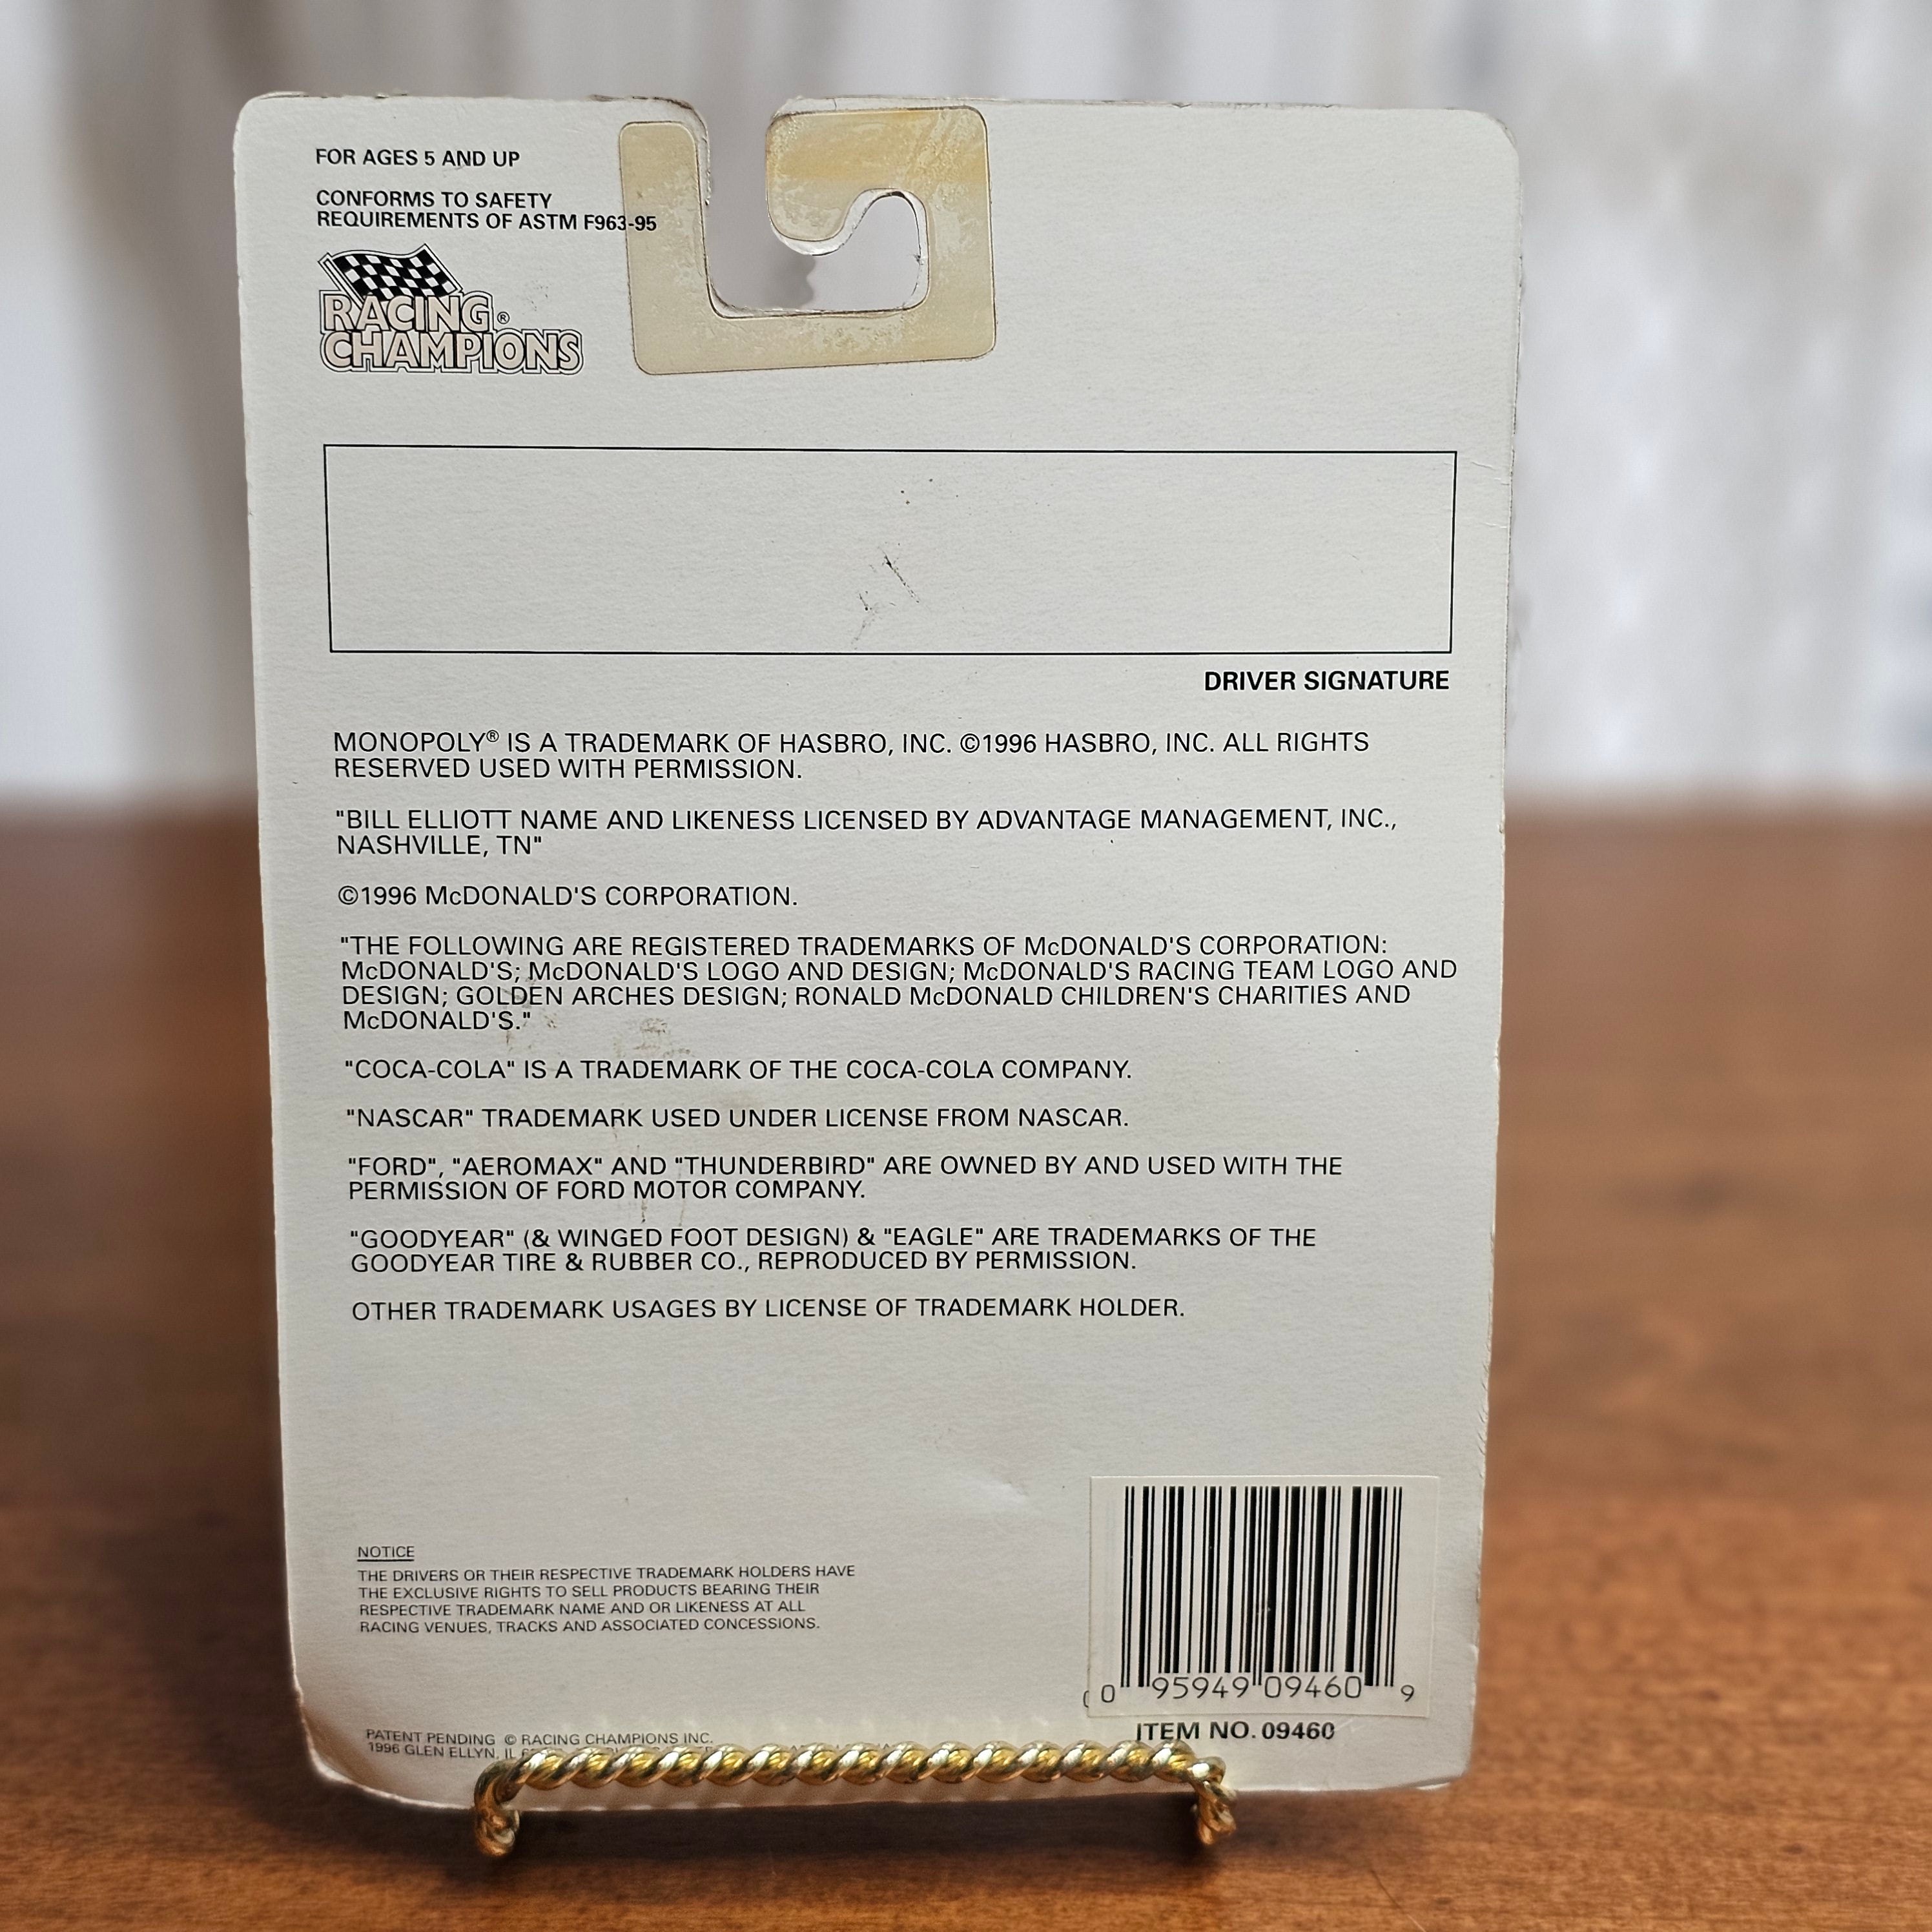 FOR AGES 5 AND UP
CONFORMS TO SAFETY
REQUIREMENTS OF ASTM F963-95
RACING®
CHAMPIONS
DRIVER SIGNATURE
MONOPOLY® IS A TRADEMARK OF HASBRO, INC. ©1996 HASBRO, INC. ALL RIGHTS
RESERVED USED WITH PERMISSION.
"BILL ELLIOTT NAME AND LIKENESS LICENSED BY ADVANTAGE MANAGEMENT, INC.,
NASHVILLE, TN"
©1996 McDONALD'S CORPORATION.
"THE FOLLOWING ARE REGISTERED TRADEMARKS OF McDONALD'S CORPORATION:
McDONALD'S; McDONALD'S LOGO AND DESIGN; McDONALD'S RACING TEAM LOGO AND
DESIGN; GOLDEN ARCHES DESIGN; RONALD McDONALD CHILDREN'S CHARITIES AND
McDONALD'S."
"COCA-COLA" IS A TRADEMARK OF THE COCA-COLA COMPANY.
"NASCAR" TRADEMARK USED UNDER LICENSE FROM NASCAR.
"FORD", "AEROMAX" AND "THUNDERBIRD" ARE OWNED BY AND USED WITH THE
PERMISSION OF FORD MOTOR COMPANY.
"GOODYEAR" (& WINGED FOOT DESIGN) & "EAGLE" ARE TRADEMARKS OF THE
GOODYEAR TIRE & RUBBER CO., REPRODUCED BY PERMISSION.
OTHER TRADEMARK USAGES BY LICENSE OF TRADEMARK HOLDER.
NOTICE
THE DRIVERS OR THEIR RESPECTIVE TRADEMARK HOLDERS HAVE
THE EXCLUSIVE RIGHTS TO SELL PRODUCTS BEARING THEIR
RESPECTIVE TRADEMARK NAME AND OR LIKENESS AT ALL
RACING VENUES, TRACKS AND ASSOCIATED CONCESSIONS.
0 95949 09460 9
ITEM NO. 09460
PATENT PENDING © RACING CHAMPIONS INC.
1996 GLEN ELLYN, IL